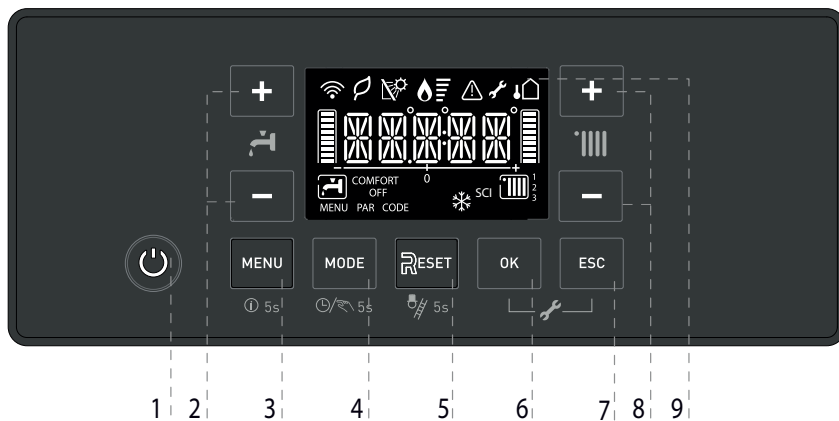 + +
− 0 +
COMFORT
OFF
SCI
1
2
3
MENU PAR CODE
− −
MENU MODE RESET OK ESC
5s 5s 5s
1 2 3 4 5 6 7 8 9